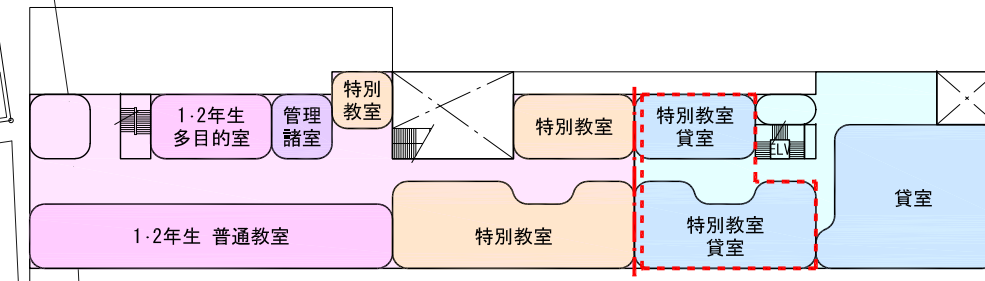 特別
教室
1・2年生
多目的室
管理
諸室
特別教室
特別教室
貸室
ELV
貸室
1・2年生 普通教室
特別教室
特別教室
貸室